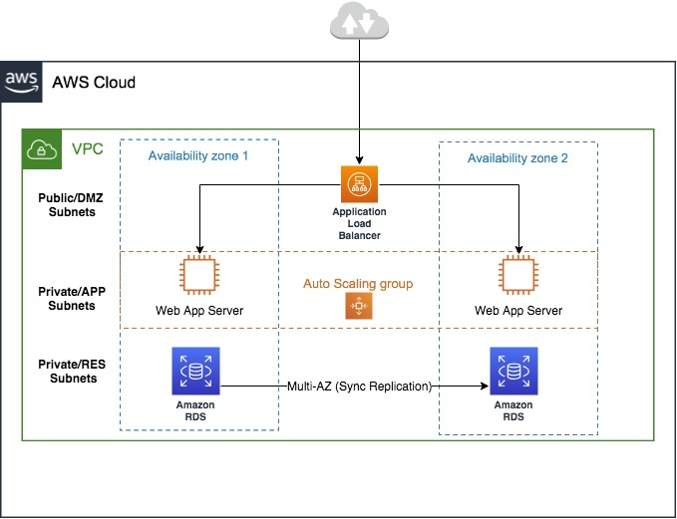 aws
AWS Cloud
VPC
Availability zone 1
Availability zone 2
Public/DMZ
Subnets
Application
Load
Balancer
Private/APP
Subnets
Web App Server
Auto Scaling group
Web App Server
Private/RES
Subnets
Amazon
RDS
Multi-AZ (Sync Replication)
Amazon
RDS